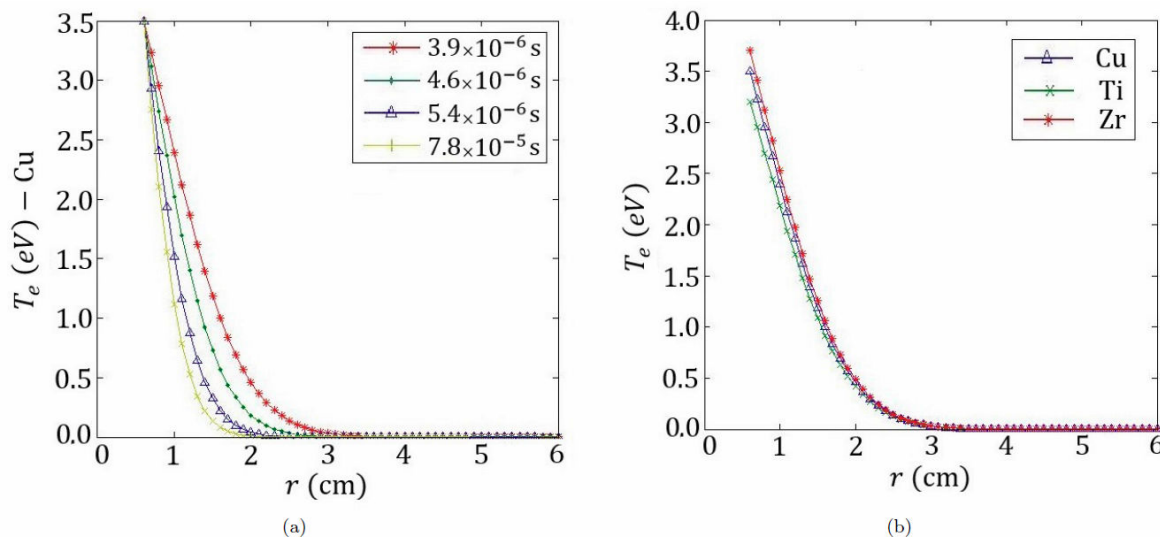 3.5
3.0
2.5
2.0
1.5
1.0
0.5
0.0
T_e (eV) − Cu
3.9×10⁻⁶ s
4.6×10⁻⁶ s
5.4×10⁻⁶ s
7.8×10⁻⁵ s
0 1 2 3 4 5 6
r (cm)
(a)
4.0
3.5
3.0
2.5
2.0
1.5
1.0
0.5
0.0
T_e (eV)
Cu
Ti
Zr
0 1 2 3 4 5 6
r (cm)
(b)